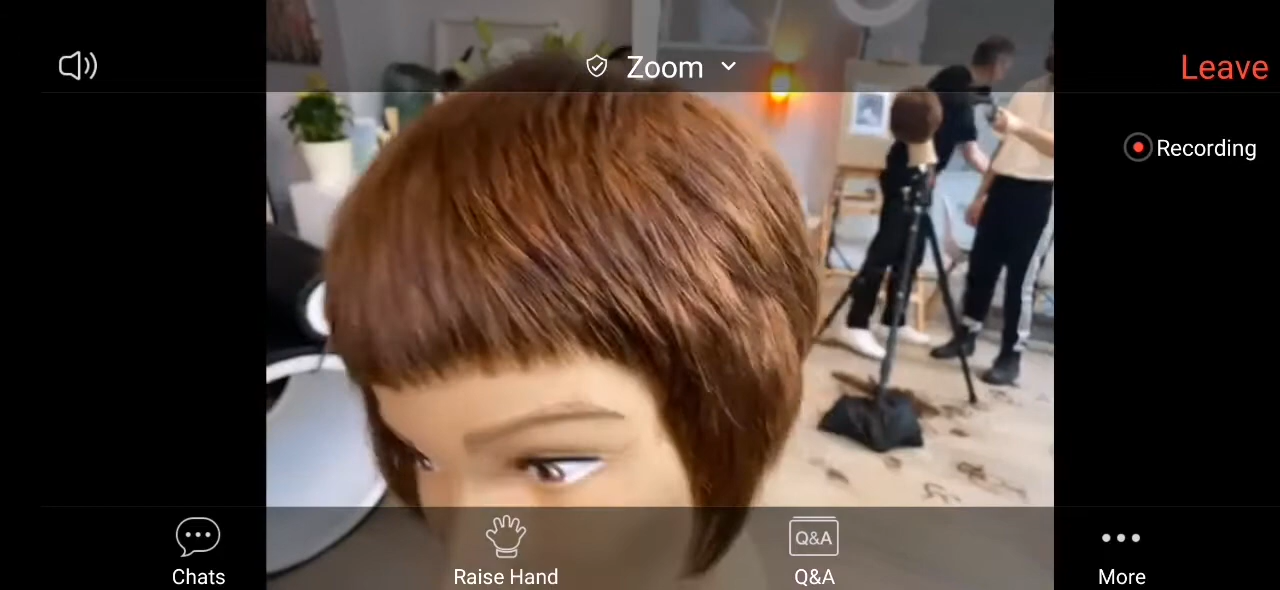 Zoom
Leave
Recording
Q&A
Chats
Raise Hand
Q&A
More